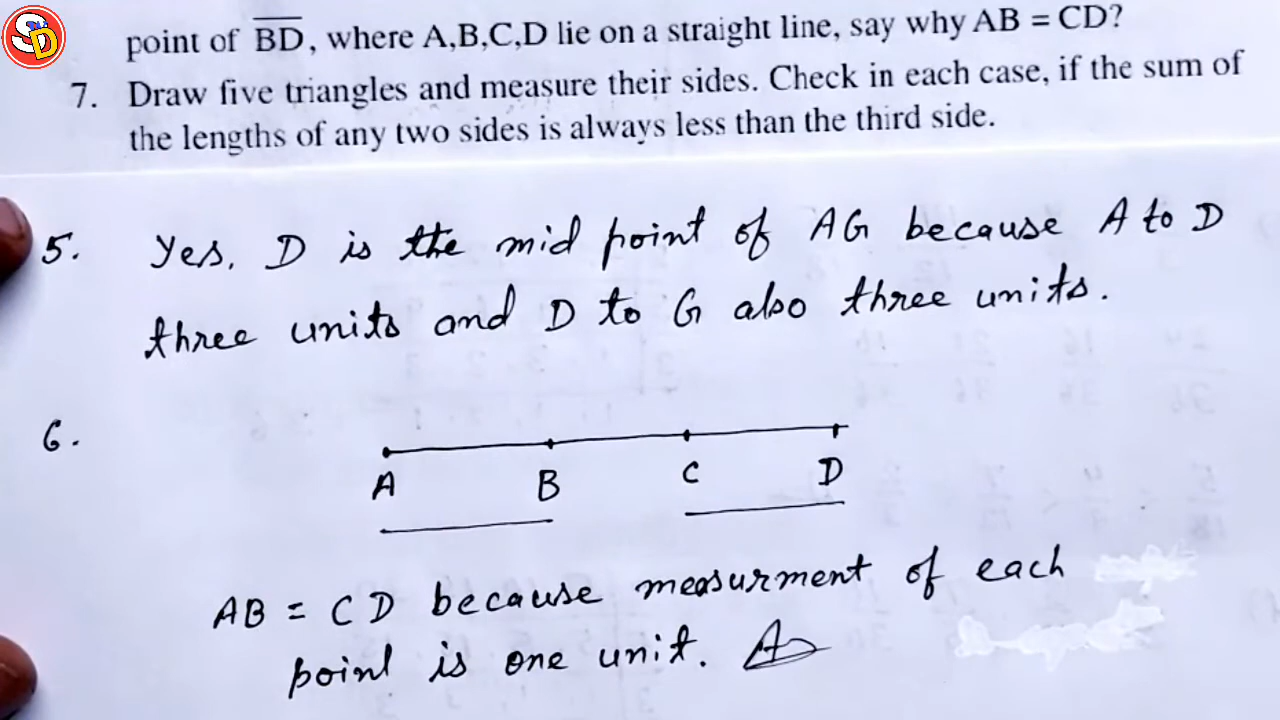 SD
point of BD, where A,B,C,D lie on a straight line, say why AB = CD?
7. Draw five triangles and measure their sides. Check in each case, if the sum of
the lengths of any two sides is always less than the third side.
5. Yes, D is the mid point of AG because A to D
three units and D to G also three units.
6.
A B C D
AB = CD because measurment of each
point is one unit.